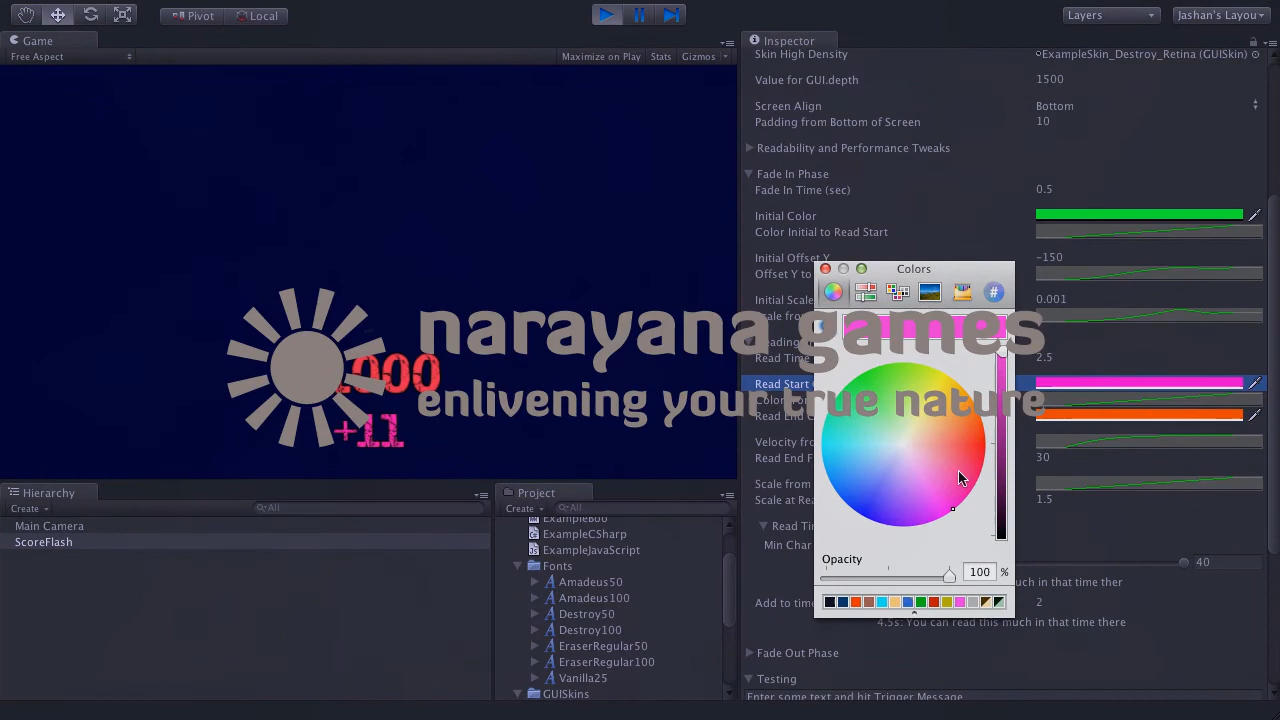 Pivot Local
Layers Jashan's Layou
Game
Inspector
Free Aspect
Maximize on Play Stats Gizmos
Skin High Density ExampleSkin_Destroy_Retina (GUISkin)
Value for GUI.depth 1500
Screen Align Bottom
Padding from Bottom of Screen 10
Readability and Performance Tweaks
Fade In Phase
Fade In Time (sec) 0.5
Initial Color
Color Initial to Read Start
Initial Offset Y -150
Offset Y to
Initial Scale 0.001
Read Time 2.5
Read Start
Read End
Velocity
Read End 30
Scale from
Scale at Rea 1.5
Read Tim
Min Char
40
much in that time ther
Add to time 2
4.5s: You can read this much in that time there
Fade Out Phase
Testing
Enter some text and hit Trigger Message
Colors
Opacity
100 %
narayana games
enlivening your true nature
+11
Hierarchy
Create All
Main Camera
ScoreFlash
Project
Create All
ExampleBoo
ExampleCSharp
ExampleJavaScript
Fonts
Amadeus50
Amadeus100
Destroy50
Destroy100
EraserRegular50
EraserRegular100
Vanilla25
GUISkins